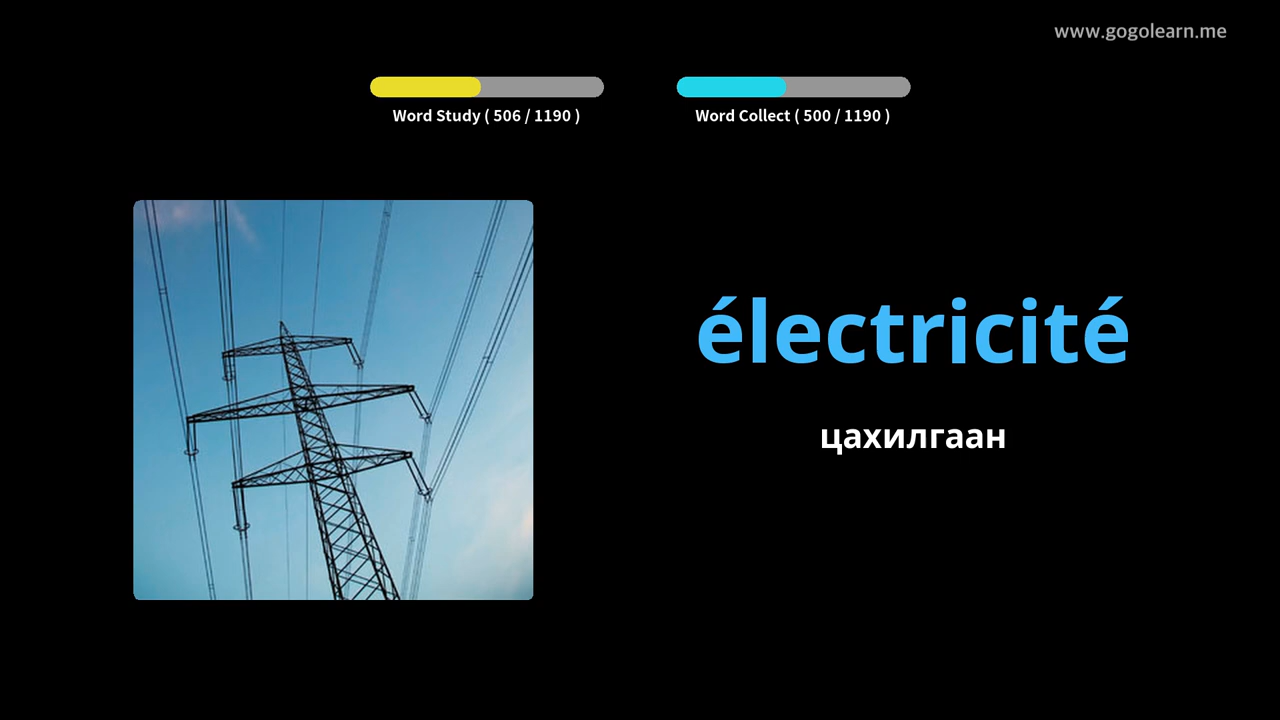 www.gogolearn.me
Word Study ( 506 / 1190 )
Word Collect ( 500 / 1190 )
électricité
цахилгаан